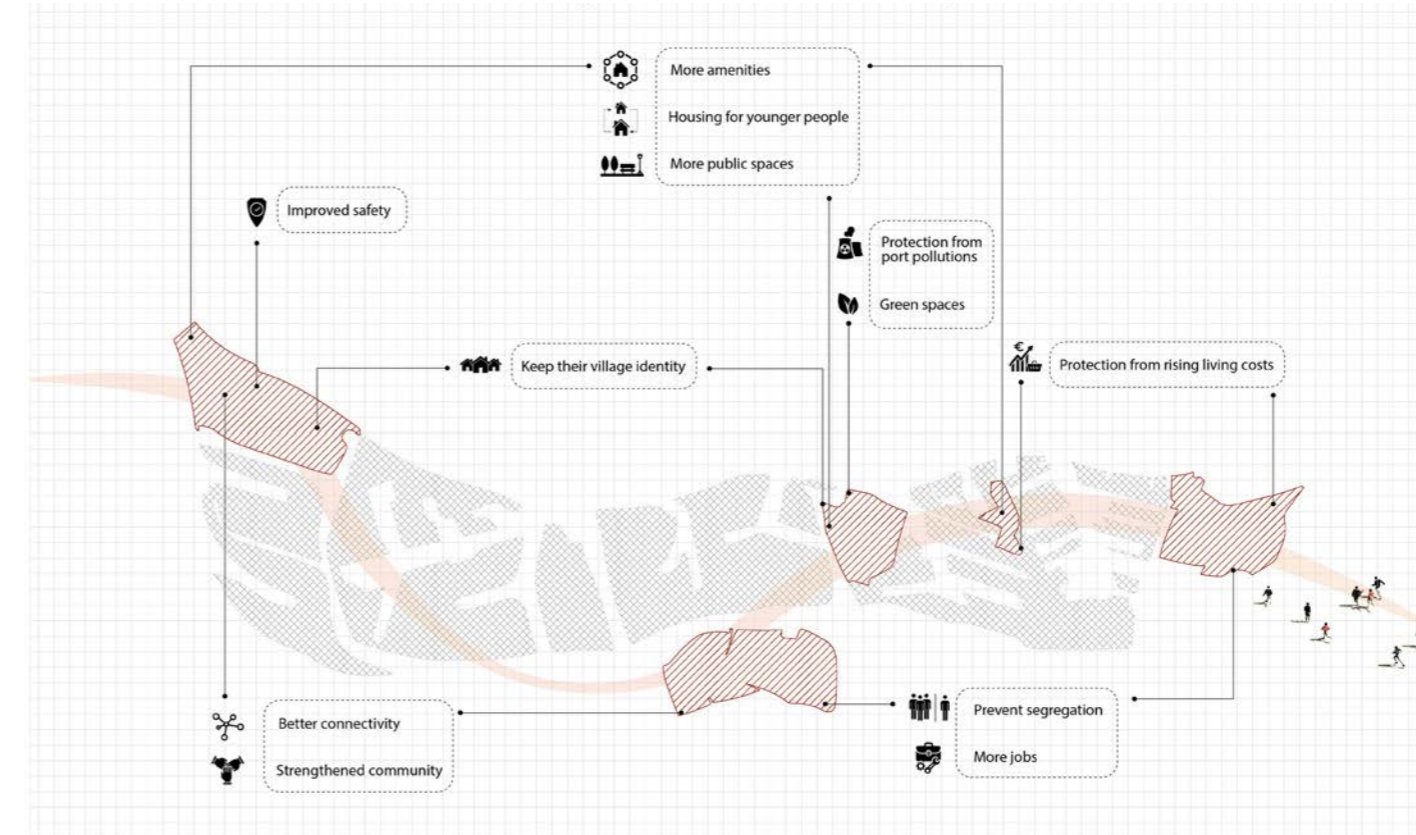 More amenities
Housing for younger people
More public spaces
Improved safety
Protection from
port pollutions
Green spaces
Keep their village identity
€
Protection from rising living costs
Better connectivity
Strengthened community
Prevent segregation
More jobs